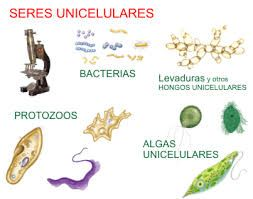 SERES UNICELULARES
BACTERIAS
Levaduras y otros
HONGOS UNICELULARES
PROTOZOOS
ALGAS
UNICELULARES